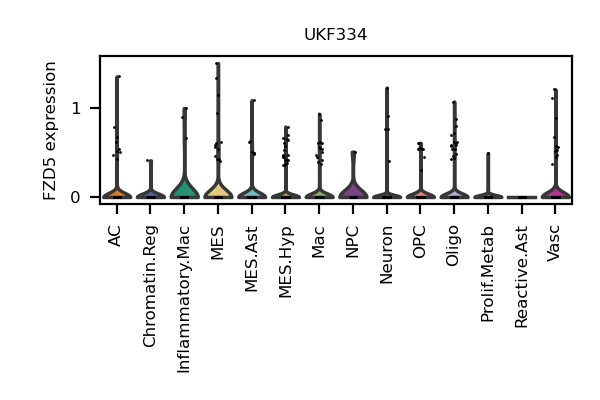 UKF334
FZD5 expression
1
0
AC
Chromatin.Reg
Inflammatory.Mac
MES
MES.Ast
MES.Hyp
Mac
NPC
Neuron
OPC
Oligo
Prolif.Metab
Reactive.Ast
Vasc